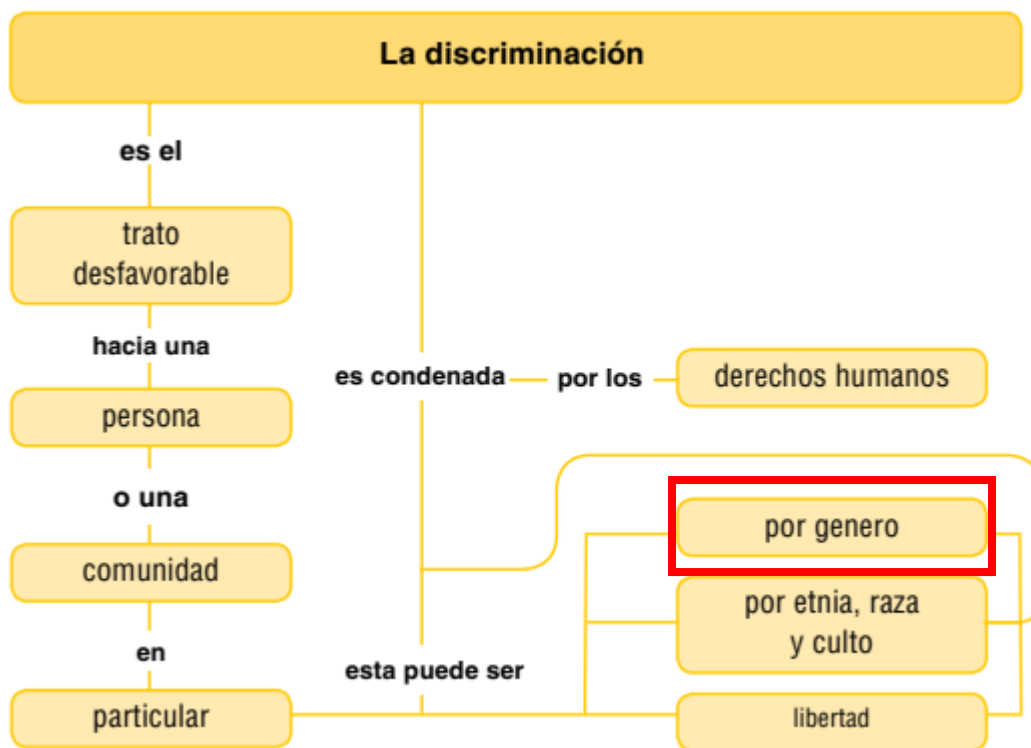 La discriminación
es el
trato
desfavorable
hacia una
persona
o una
comunidad
en
particular
es condenada
por los
derechos humanos
esta puede ser
por genero
por etnia, raza
y culto
libertad